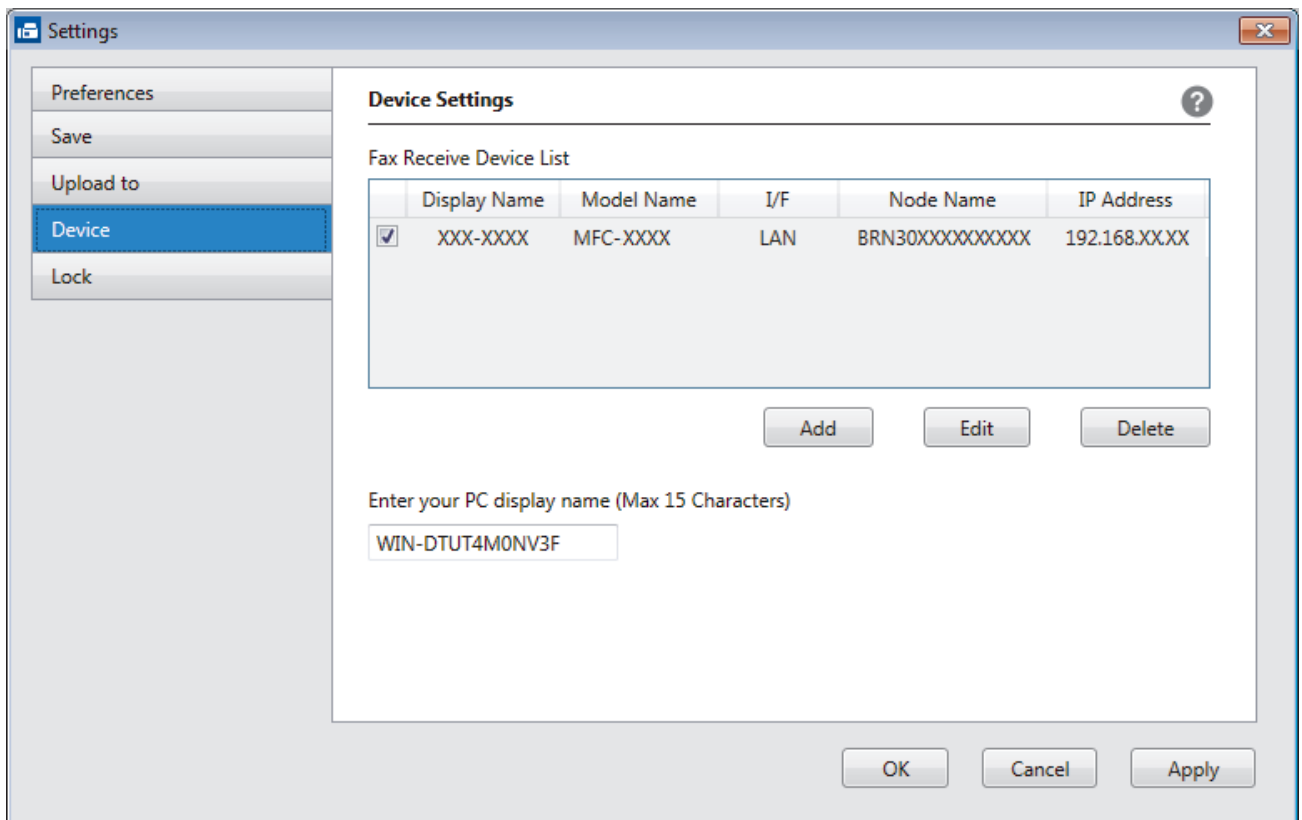 Settings
Preferences
Save
Upload to
Device
Lock
Device Settings
?
Fax Receive Device List
Display Name Model Name I/F Node Name IP Address
XXX-XXXX MFC-XXXX LAN BRN30XXXXXXXXXX 192.168.XX.XX
Add Edit Delete
Enter your PC display name (Max 15 Characters)
WIN-DTUT4M0NV3F
OK Cancel Apply